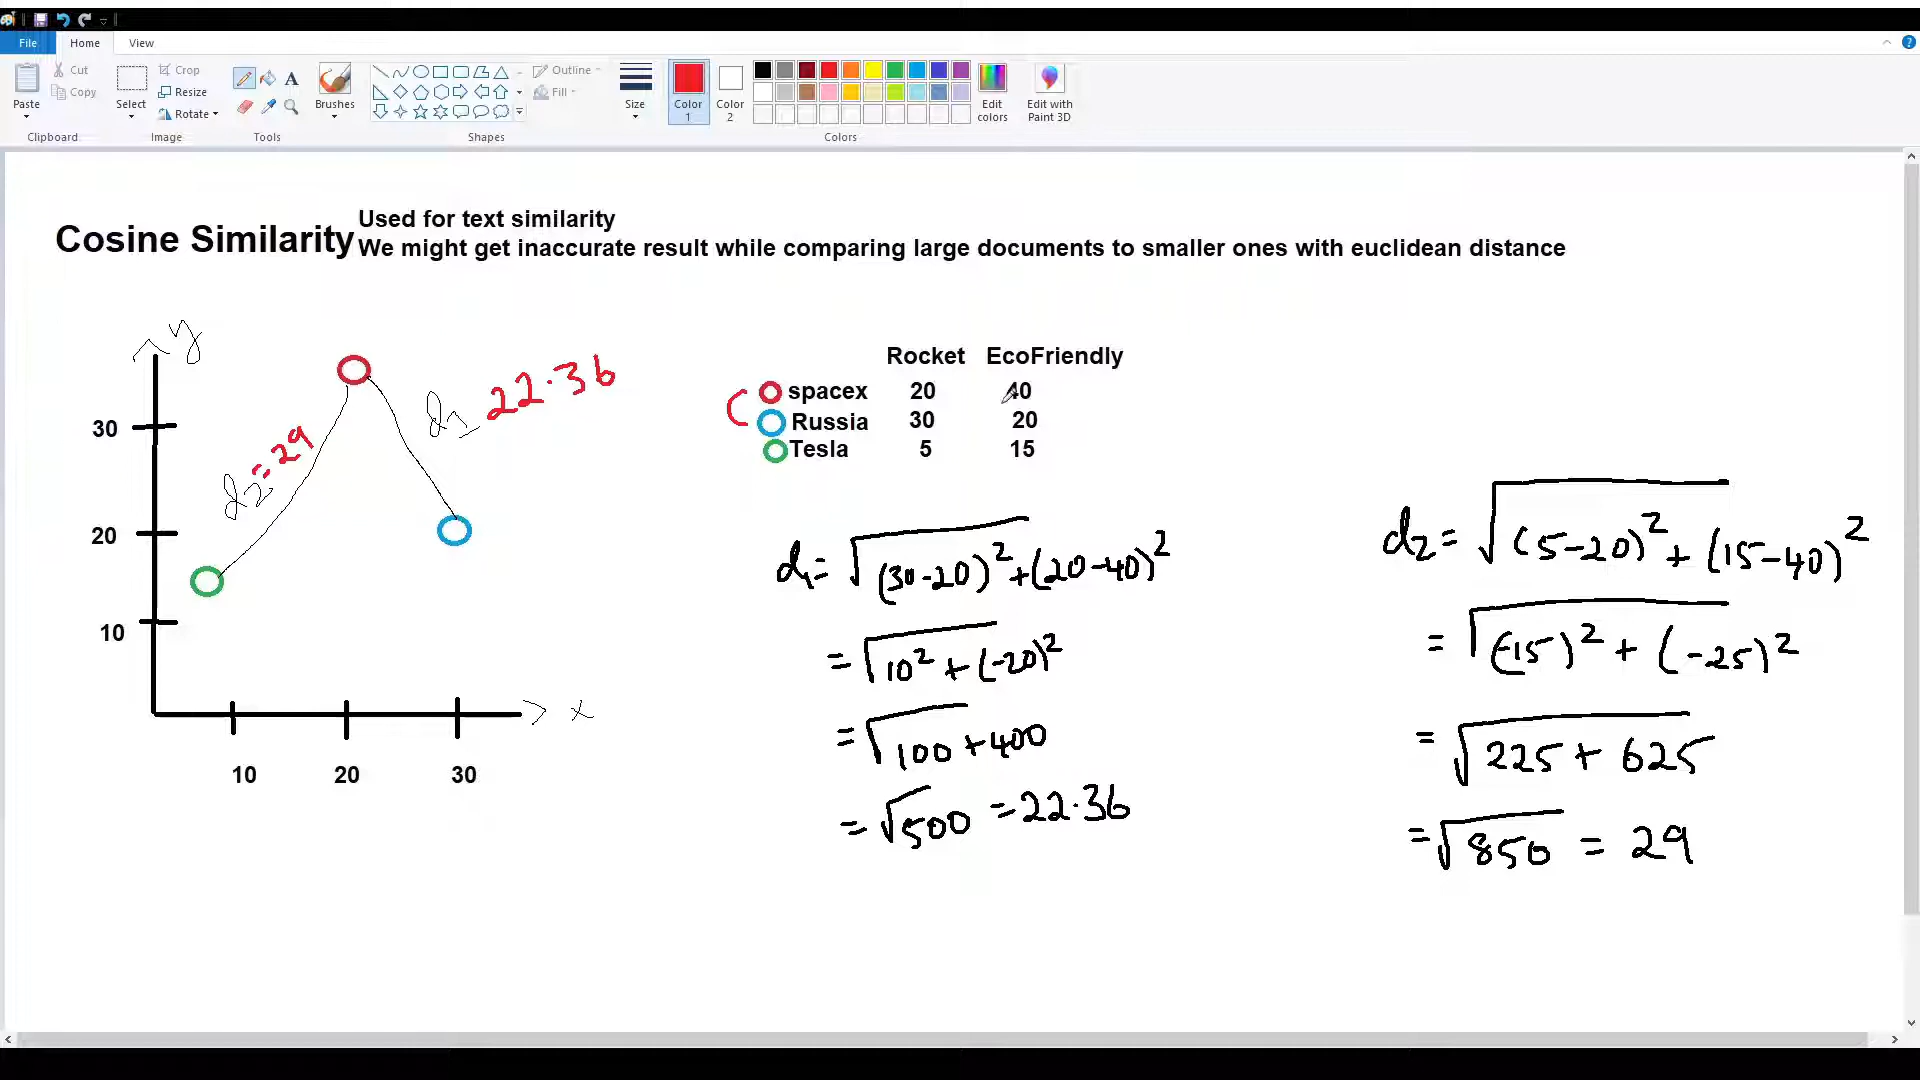 File Home View
Paste Cut Copy Clipboard
Select Crop Resize Rotate Image
A Tools
Brushes
Outline Fill Shapes
Size
Color 1 Color 2 Edit colors Edit with Paint 3D Colors
Cosine Similarity
Used for text similarity
We might get inaccurate result while comparing large documents to smaller ones with euclidean distance
y
30
20
10
10 20 30
x
d2 = 29
d1 22.36
Rocket EcoFriendly
spacex 20 40
Russia 30 20
Tesla 5 15
d1 = √(30-20)² + (20-40)²
= √10² + (-20)²
= √100 + 400
= √500 = 22.36
d2 = √(5-20)² + (15-40)²
= √(-15)² + (-25)²
= √225 + 625
= √850 = 29